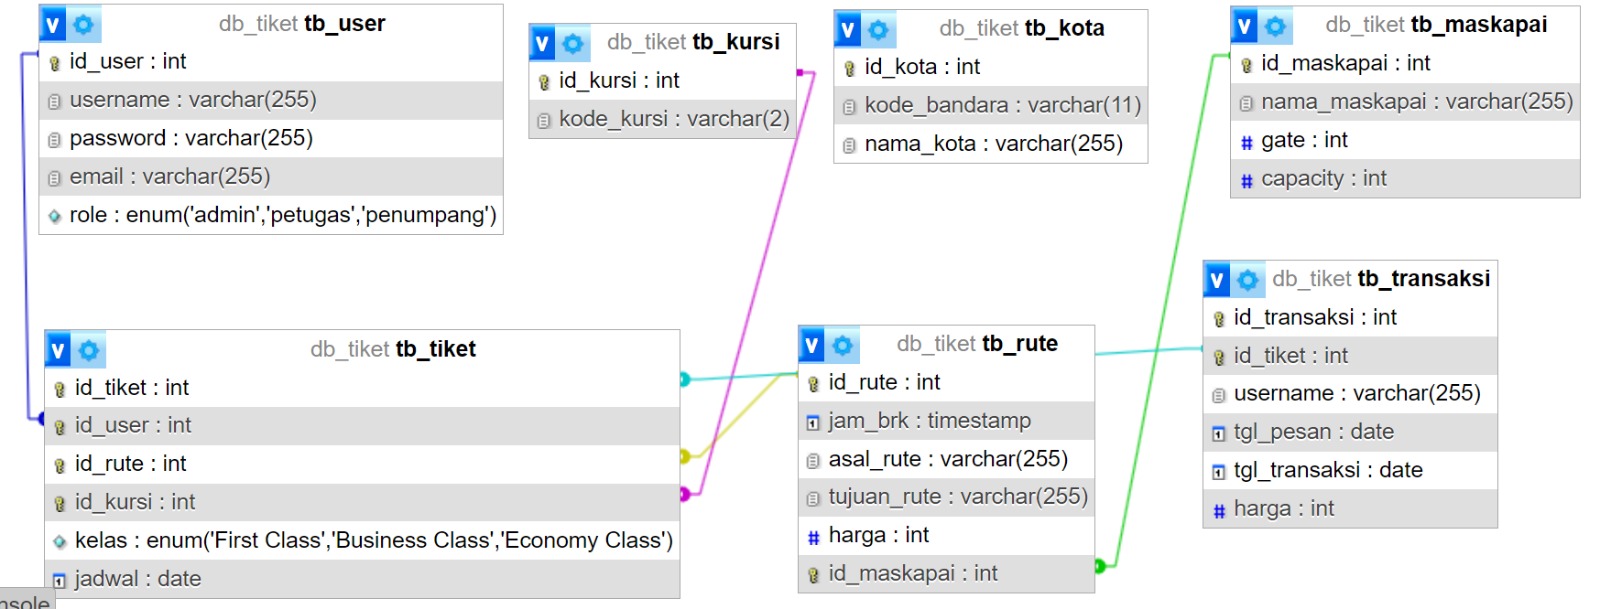 v db_tiket tb_user
id_user : int
username : varchar(255)
password : varchar(255)
email : varchar(255)
role : enum('admin','petugas','penumpang')
v db_tiket tb_kursi
id_kursi : int
kode_kursi : varchar(2)
v db_tiket tb_kota
id_kota : int
kode_bandara : varchar(11)
nama_kota : varchar(255)
v db_tiket tb_maskapai
id_maskapai : int
nama_maskapai : varchar(255)
# gate : int
# capacity : int
v db_tiket tb_tiket
id_tiket : int
id_user : int
id_rute : int
id_kursi : int
kelas : enum('First Class','Business Class','Economy Class')
jadwal : date
v db_tiket tb_rute
id_rute : int
jam_brk : timestamp
asal_rute : varchar(255)
tujuan_rute : varchar(255)
# harga : int
id_maskapai : int
v db_tiket tb_transaksi
id_transaksi : int
id_tiket : int
username : varchar(255)
tgl_pesan : date
tgl_transaksi : date
# harga : int
nsole